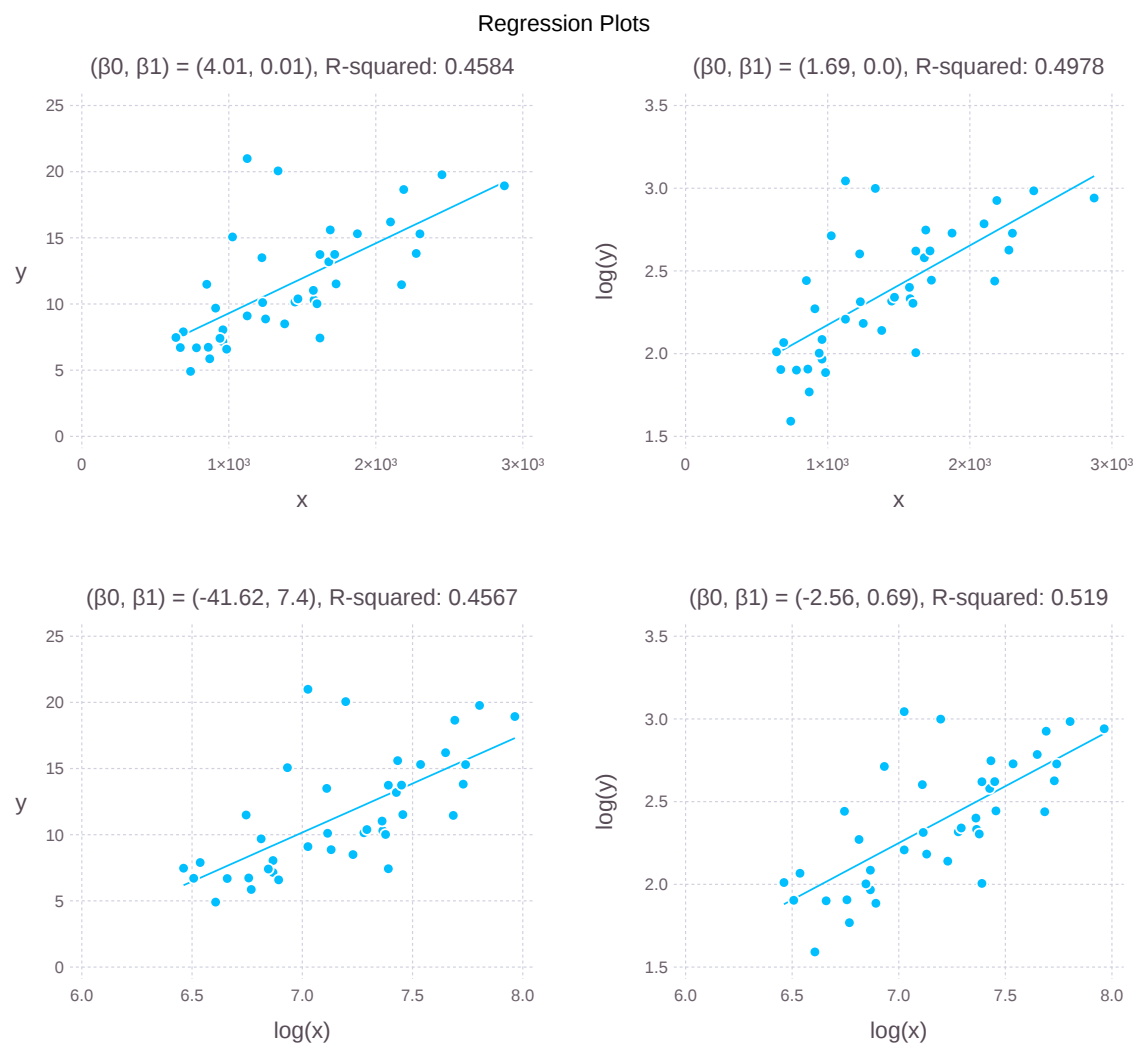 Regression Plots
(β0, β1) = (4.01, 0.01), R-squared: 0.4584
25
20
15
10
5
0
y
0 1×10³ 2×10³ 3×10³
x
(β0, β1) = (1.69, 0.0), R-squared: 0.4978
3.5
3.0
2.5
2.0
1.5
log(y)
0 1×10³ 2×10³ 3×10³
x
(β0, β1) = (-41.62, 7.4), R-squared: 0.4567
25
20
15
10
5
0
y
6.0 6.5 7.0 7.5 8.0
log(x)
(β0, β1) = (-2.56, 0.69), R-squared: 0.519
3.5
3.0
2.5
2.0
1.5
log(y)
6.0 6.5 7.0 7.5 8.0
log(x)